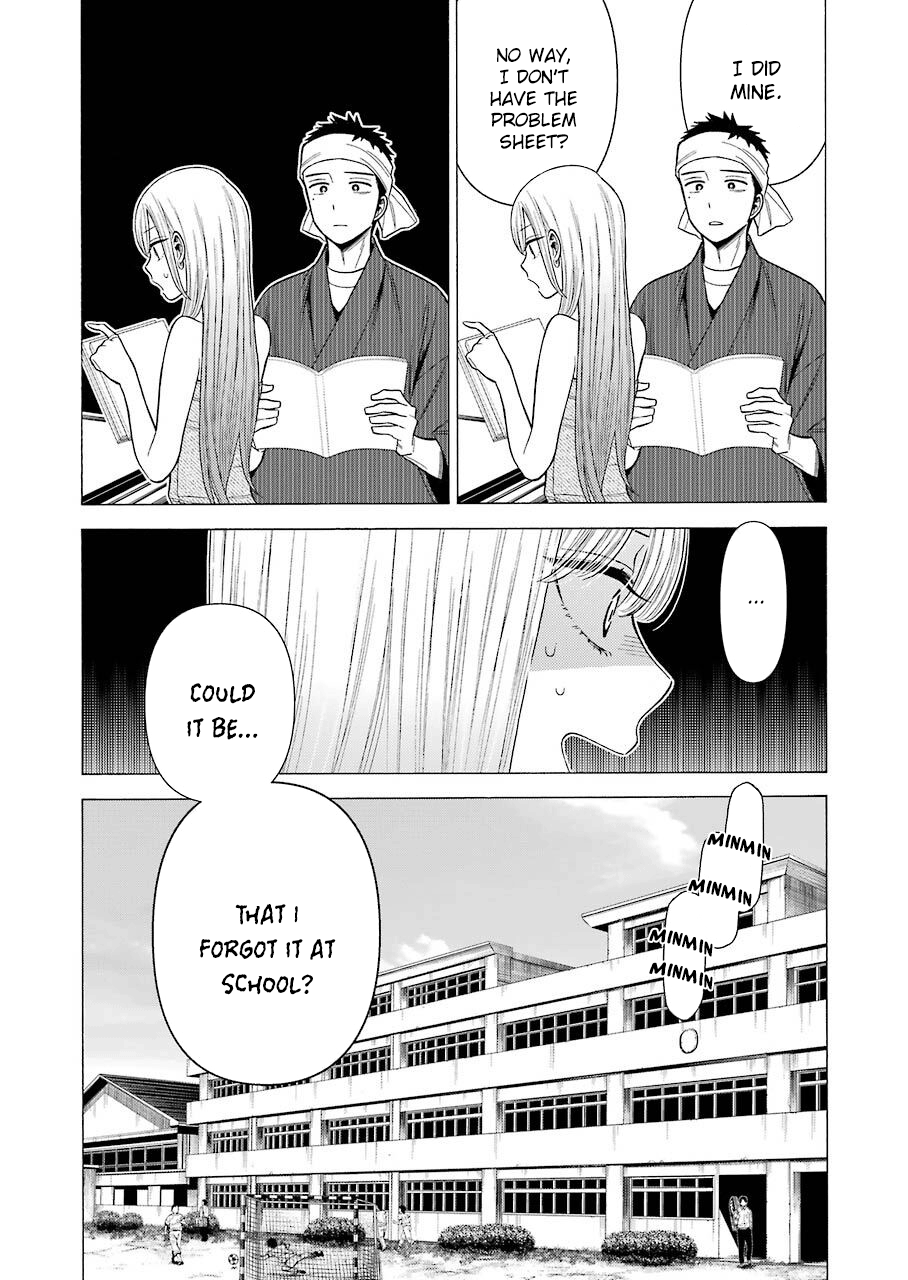 I DID
MINE.
NO WAY,
I DON'T
HAVE THE
PROBLEM
SHEET?
...
COULD
IT BE...
THAT I
FORGOT IT AT
SCHOOL?
MINMIN
MINMIN
MINMIN
MINMIN